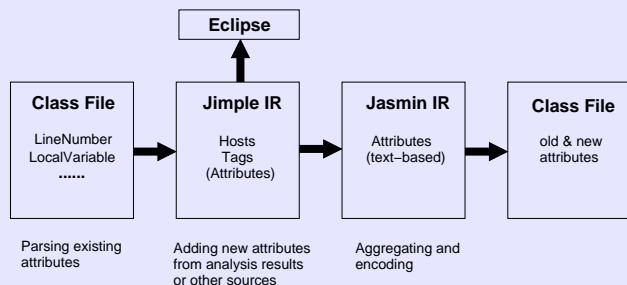 Eclipse
Class File
LineNumber
LocalVariable
......
Jimple IR
Hosts
Tags
(Attributes)
Jasmin IR
Attributes
(text–based)
Class File
old & new
attributes
Parsing existing
attributes
Adding new attributes
from analysis results
or other sources
Aggregating and
encoding